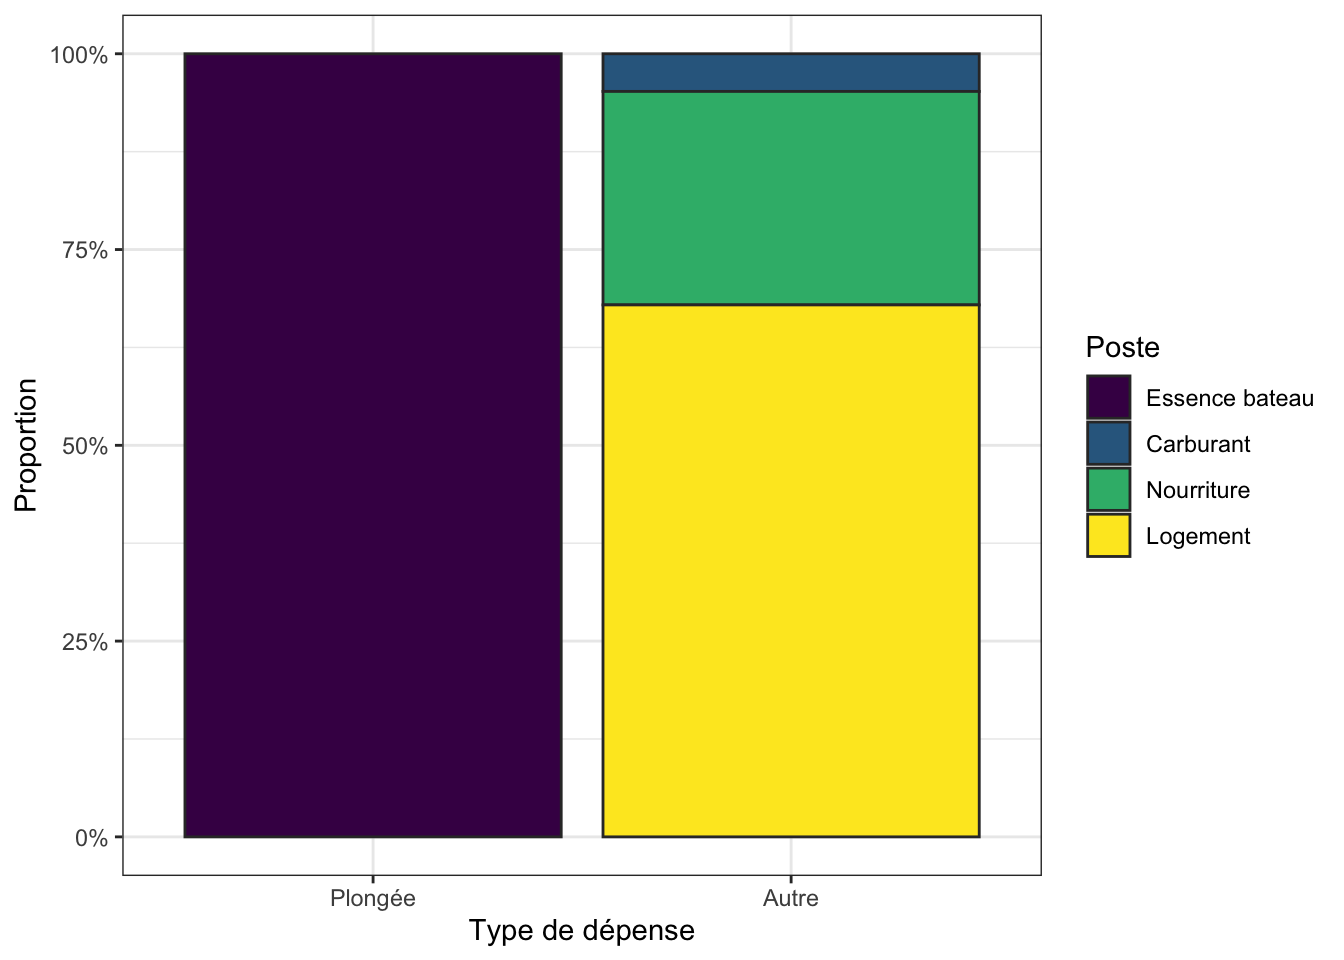 Proportion
100%
75%
50%
25%
0%
Plongée
Autre
Type de dépense
Poste
Essence bateau
Carburant
Nourriture
Logement